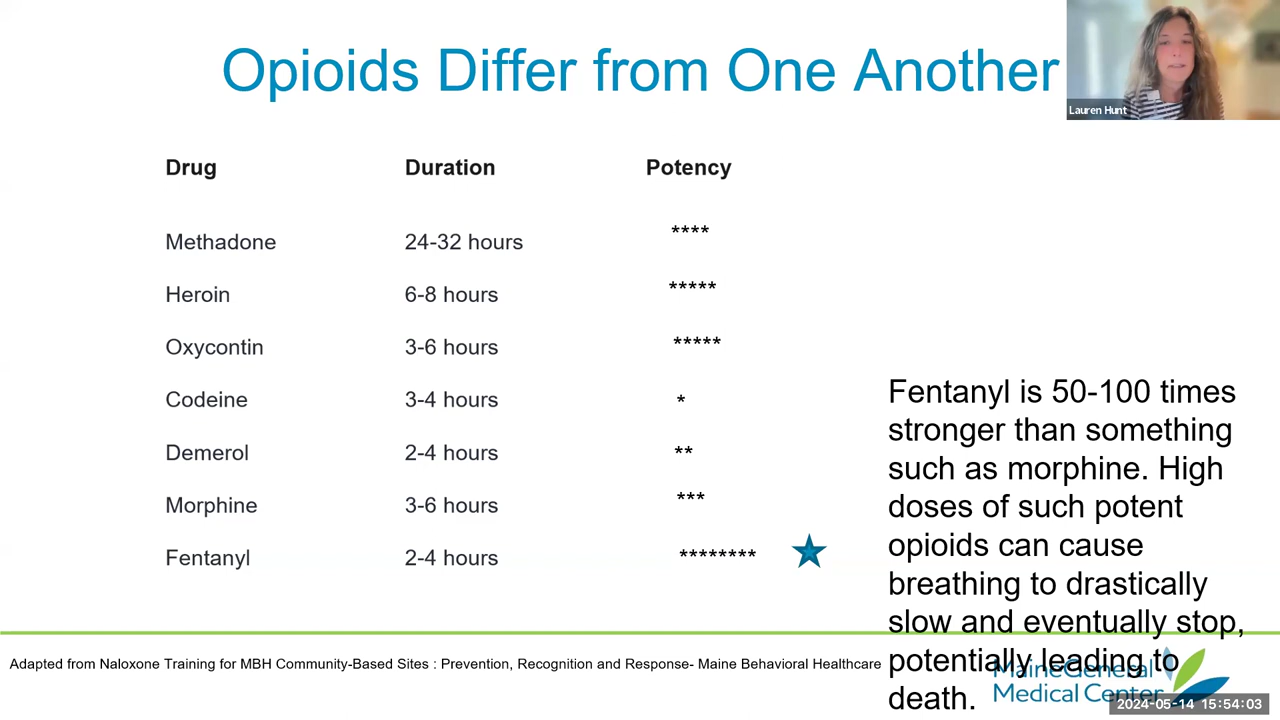 Opioids Differ from One Another
Lauren Hunt
Drug Duration Potency
Methadone 24-32 hours ****
Heroin 6-8 hours *****
Oxycontin 3-6 hours *****
Codeine 3-4 hours *
Demerol 2-4 hours **
Morphine 3-6 hours ***
Fentanyl 2-4 hours ********
Fentanyl is 50-100 times
stronger than something
such as morphine. High
doses of such potent
opioids can cause
breathing to drastically
slow and eventually stop,
potentially leading to
death.
Adapted from Naloxone Training for MBH Community-Based Sites : Prevention, Recognition and Response- Maine Behavioral Healthcare
MaineGeneral
Medical Center
2024-05-14 15:54:03